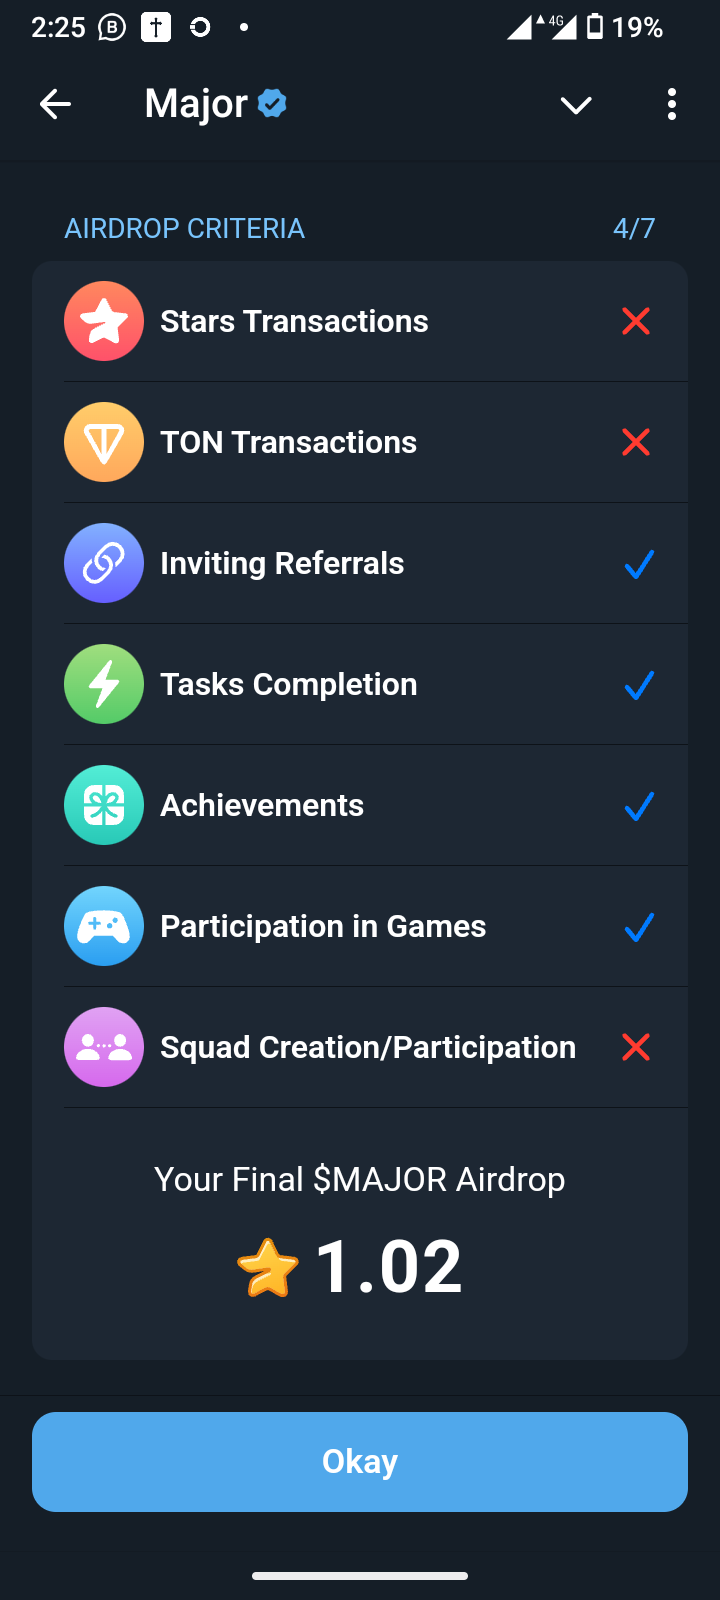 2:25
4G
19%
Major
AIRDROP CRITERIA
4/7
Stars Transactions
TON Transactions
Inviting Referrals
Tasks Completion
Achievements
Participation in Games
Squad Creation/Participation
Your Final $MAJOR Airdrop
1.02
Okay